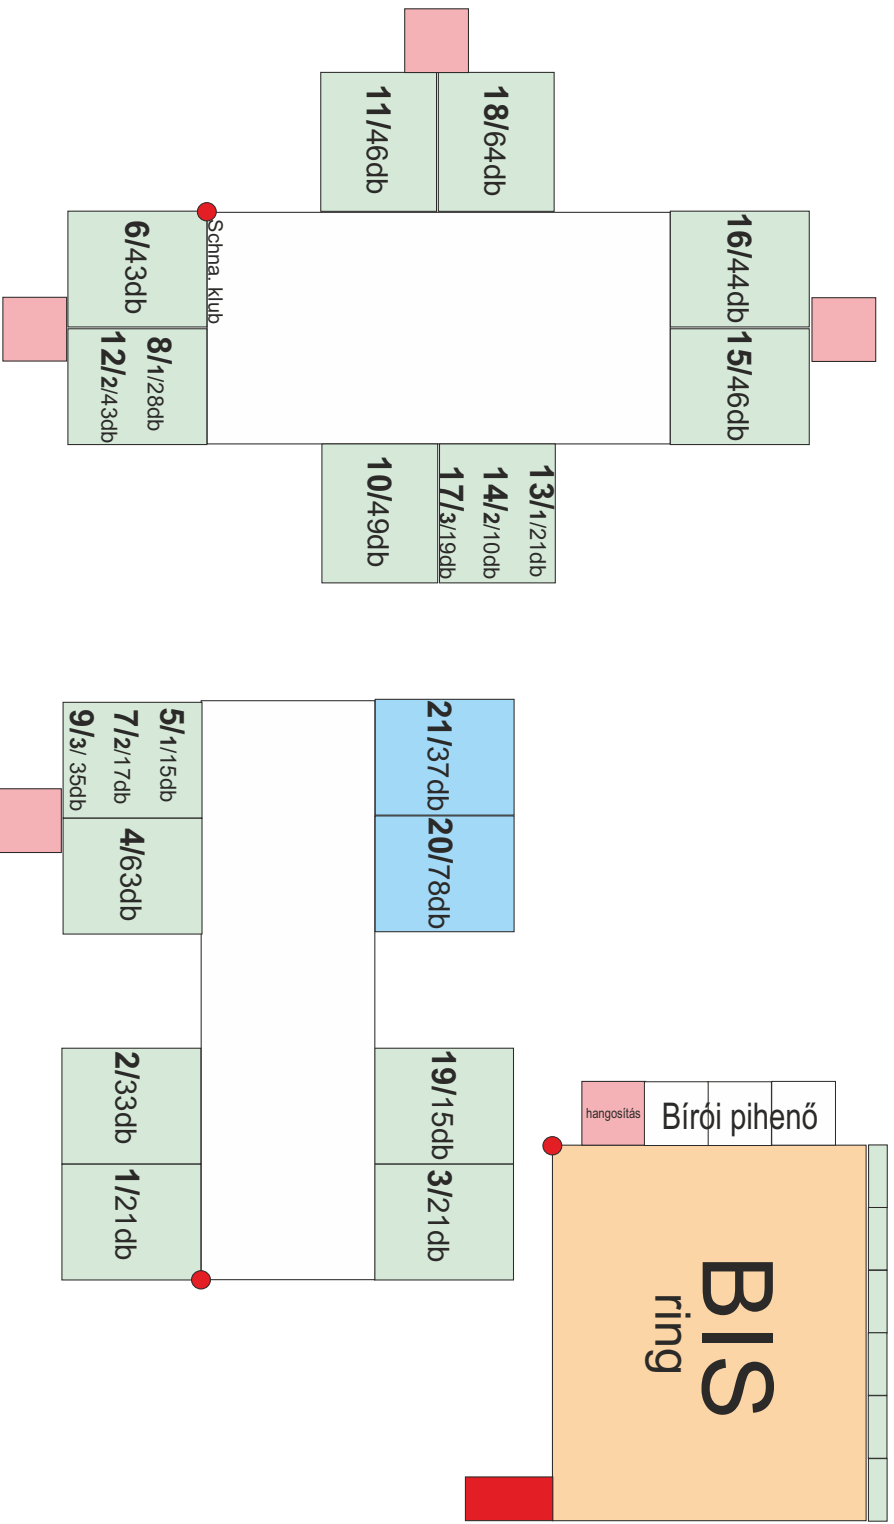 11/46db
18/64db
6/43db
Schna. klub
16/44db
8/1/28db
12/2/43db
15/46db
10/49db
13/1/21db
14/2/10db
17/3/19db
5/1/15db
7/2/17db
9/3/ 35db
4/63db
21/37db
20/78db
2/33db
1/21db
19/15db
3/21db
hangosítás
Bírói pihenő
BIS
ring